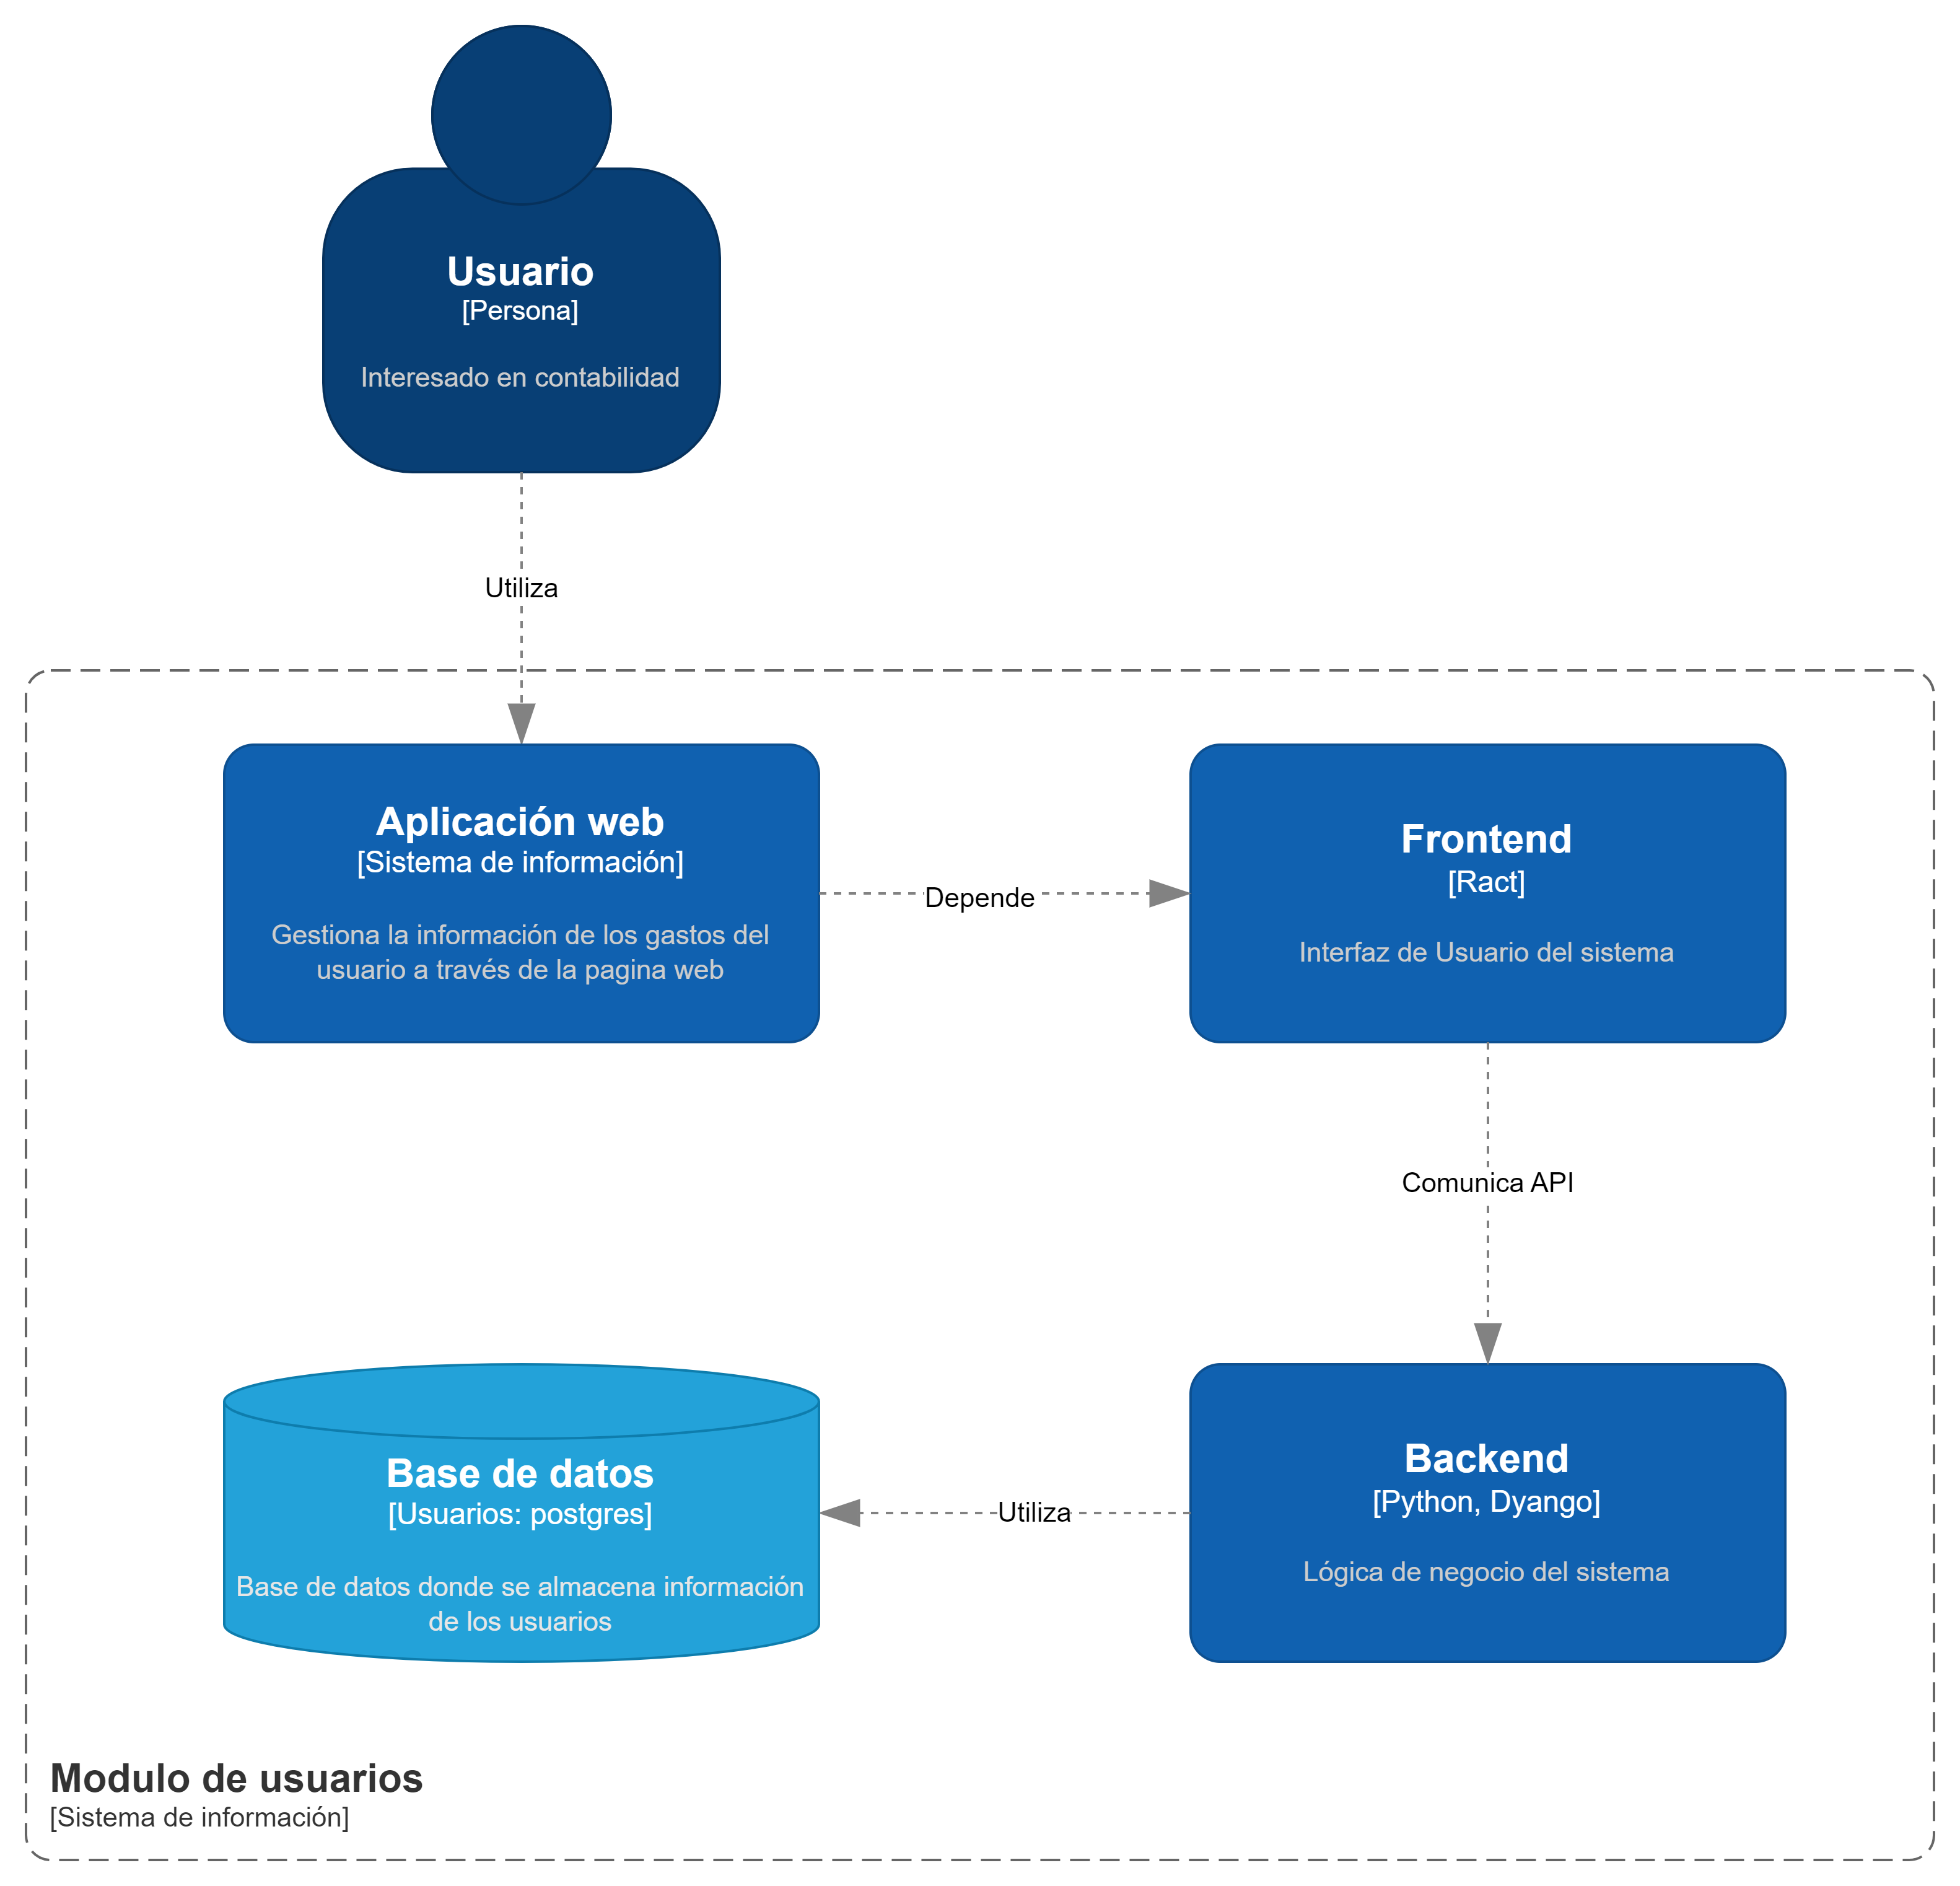 Usuario
[Persona]
Interesado en contabilidad
Utiliza
Aplicación web
[Sistema de información]
Gestiona la información de los gastos del
usuario a través de la pagina web
Depende
Frontend
[Ract]
Interfaz de Usuario del sistema
Comunica API
Base de datos
[Usuarios: postgres]
Base de datos donde se almacena información
de los usuarios
Utiliza
Backend
[Python, Dyango]
Lógica de negocio del sistema
Modulo de usuarios
[Sistema de información]